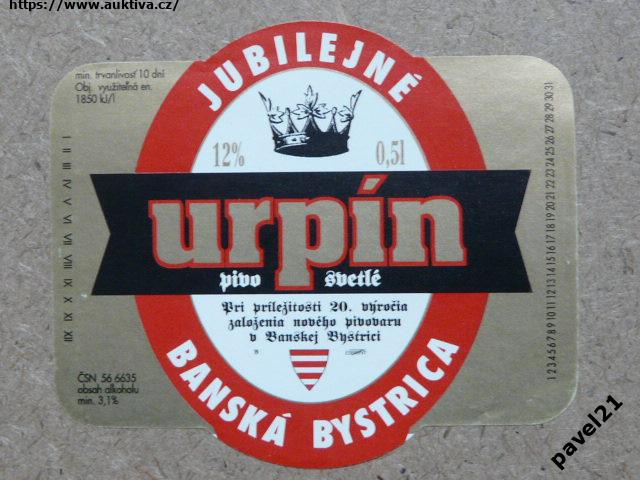 https://www.auktiva.cz/
JUBILEJNÉ
min. trvanlivosť 10 dní
Obj. využiteľná en.
1850 kJ/l
12% 0,5l
urpín
pivo svetlé
Pri príležitosti 20. výročia
založenia nového pivovaru
v Banskej Bystrici
BANSKÁ BYSTRICA
ČSN 56 6635
obsah alkoholu
min. 3,1%
I II III IV V VI VII VIII IX X XI XII
1 2 3 4 5 6 7 8 9 10 11 12 13 14 15 16 17 18 19 20 21 22 23 24 25 26 27 28 29 30 31
pavel21